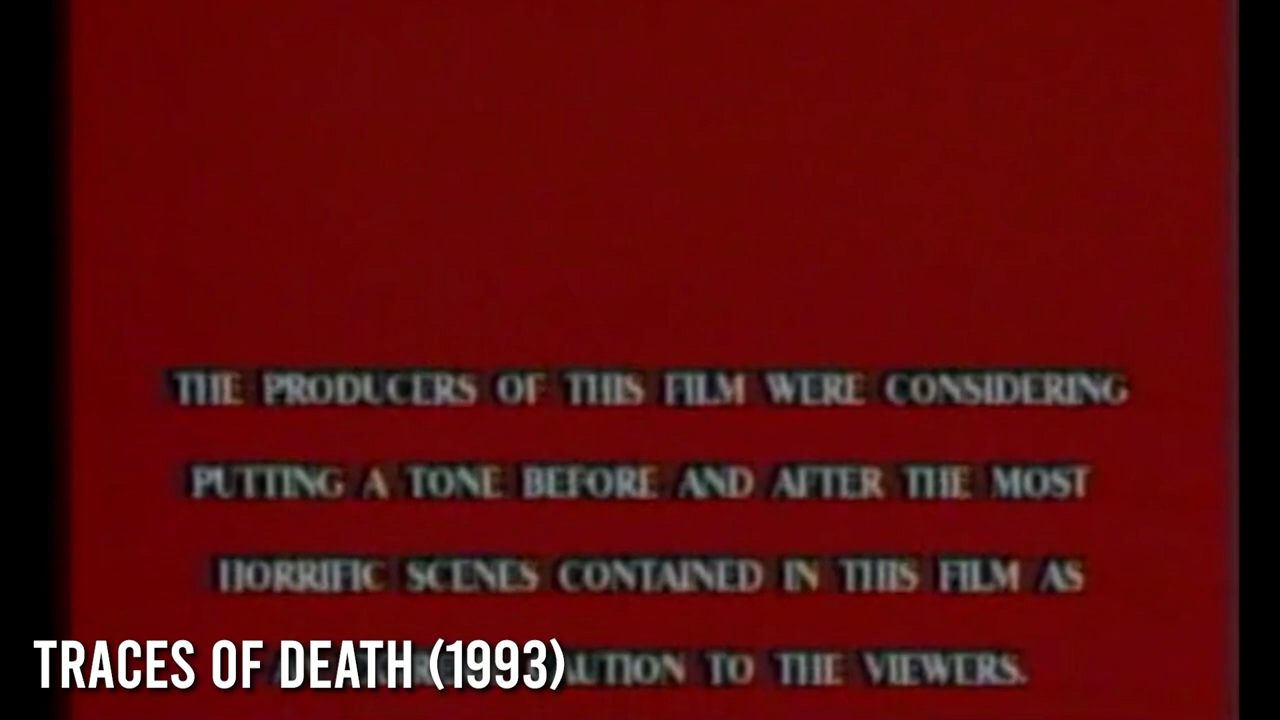 THE PRODUCERS OF THIS FILM WERE CONSIDERING
PUTTING A TONE BEFORE AND AFTER THE MOST
HORRIFIC SCENES CONTAINED IN THIS FILM AS
TO THE VIEWERS.
TRACES OF DEATH (1993)